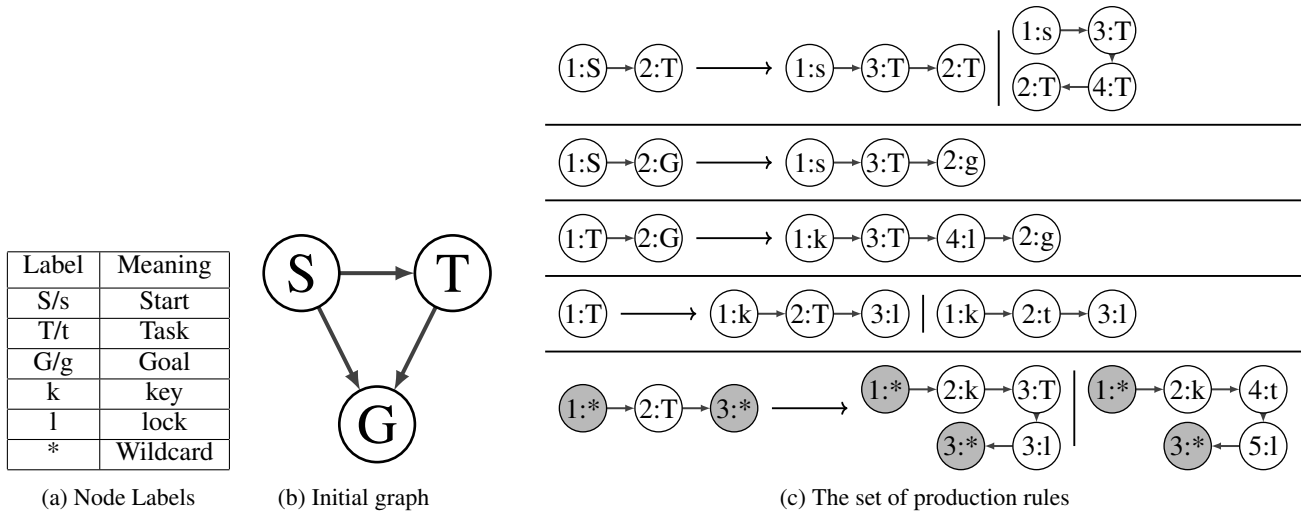 Label Meaning
S/s Start
T/t Task
G/g Goal
k key
l lock
* Wildcard
(a) Node Labels
S T
G
(b) Initial graph
1:S 2:T 1:s 3:T 2:T | 1:s 3:T
2:T 4:T
1:S 2:G 1:s 3:T 2:g
1:T 2:G 1:k 3:T 4:l 2:g
1:T 1:k 2:T 3:l | 1:k 2:t 3:l
1:* 2:T 3:* 1:* 2:k 3:T | 1:* 2:k 4:t
3:* 3:l 3:* 5:l
(c) The set of production rules